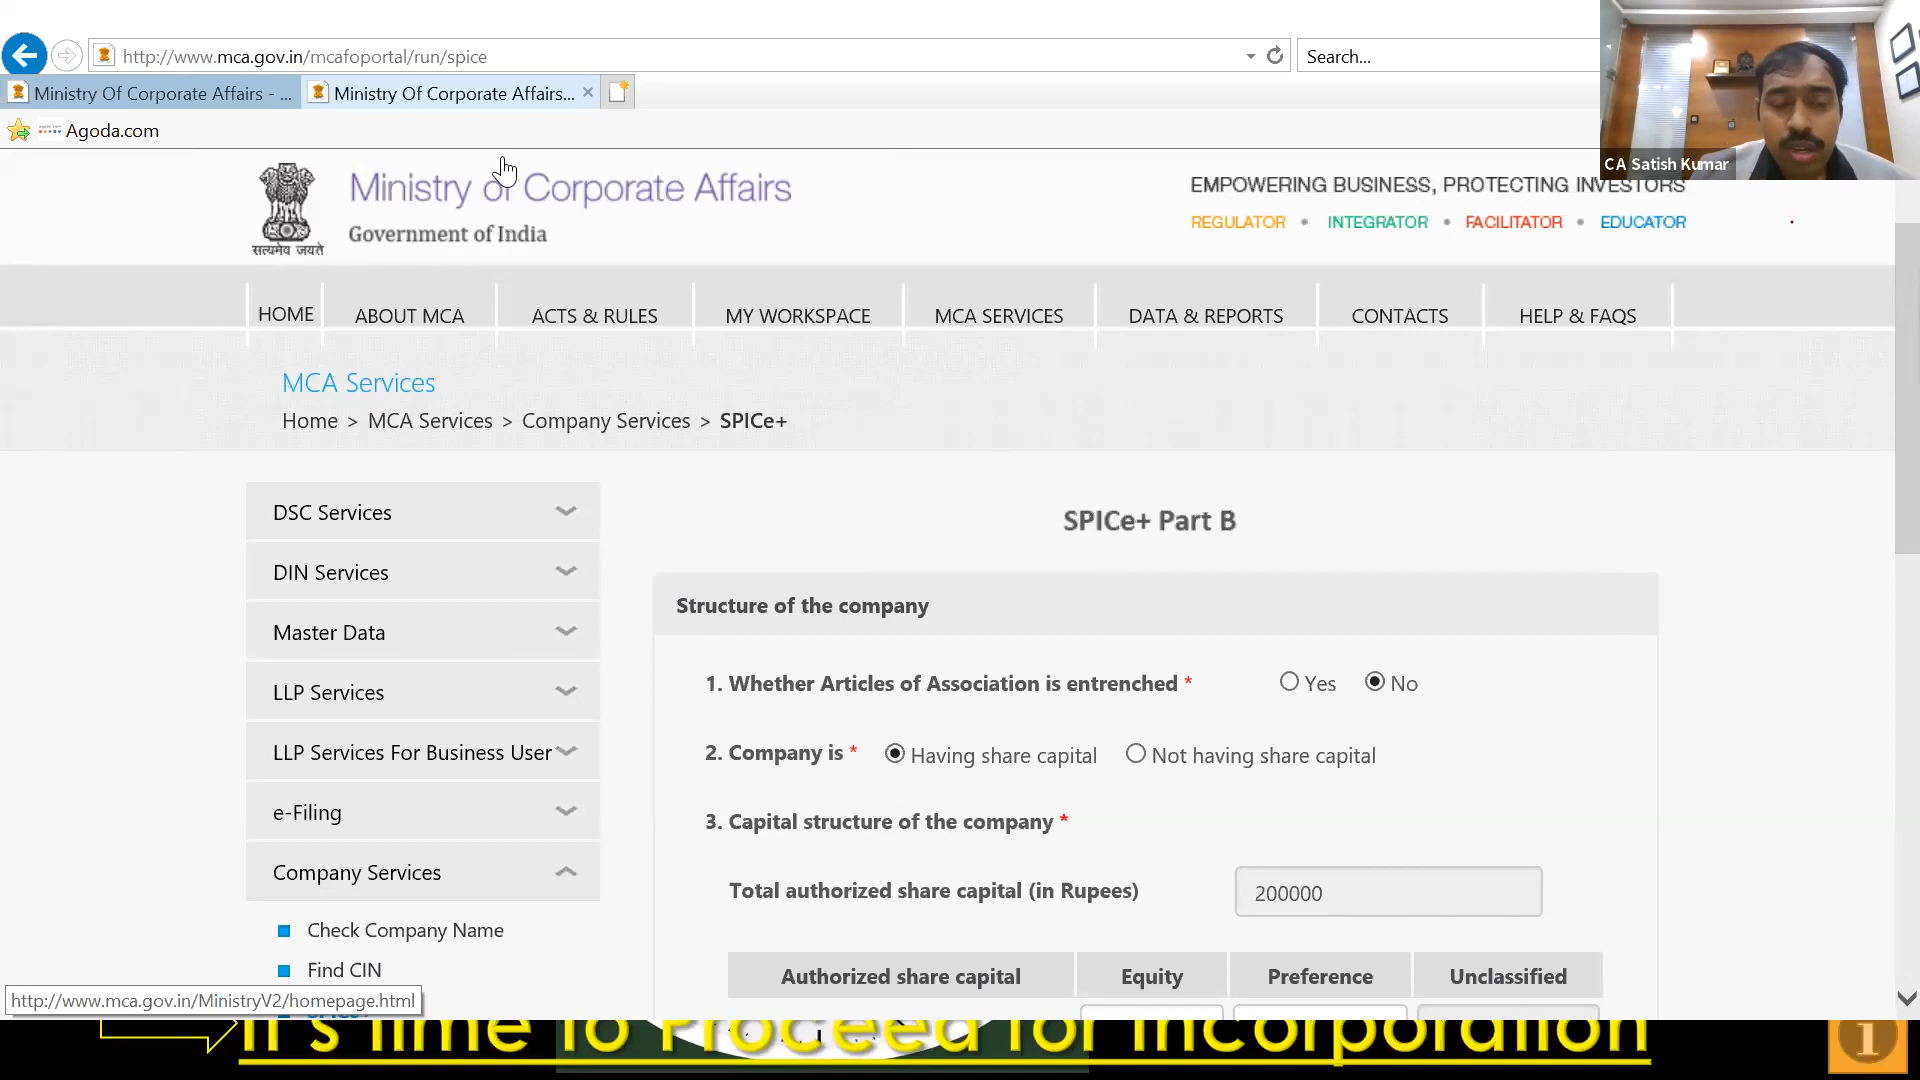 http://www.mca.gov.in/mcafoportal/run/spice
Search...
Ministry Of Corporate Affairs - ...
Ministry Of Corporate Affairs...
Agoda.com
CA Satish Kumar
Ministry of Corporate Affairs
Government of India
सत्यमेव जयते
EMPOWERING BUSINESS, PROTECTING INVESTORS
REGULATOR • INTEGRATOR • FACILITATOR • EDUCATOR
HOME
ABOUT MCA
ACTS & RULES
MY WORKSPACE
MCA SERVICES
DATA & REPORTS
CONTACTS
HELP & FAQS
MCA Services
Home > MCA Services > Company Services > SPICe+
DSC Services
DIN Services
Master Data
LLP Services
LLP Services For Business User
e-Filing
Company Services
Check Company Name
Find CIN
SPICe+ Part B
Structure of the company
1. Whether Articles of Association is entrenched * Yes No
2. Company is * Having share capital Not having share capital
3. Capital structure of the company *
Total authorized share capital (in Rupees) 200000
Authorized share capital Equity Preference Unclassified
http://www.mca.gov.in/MinistryV2/homepage.html
It's Time To Proceed for Incorporation